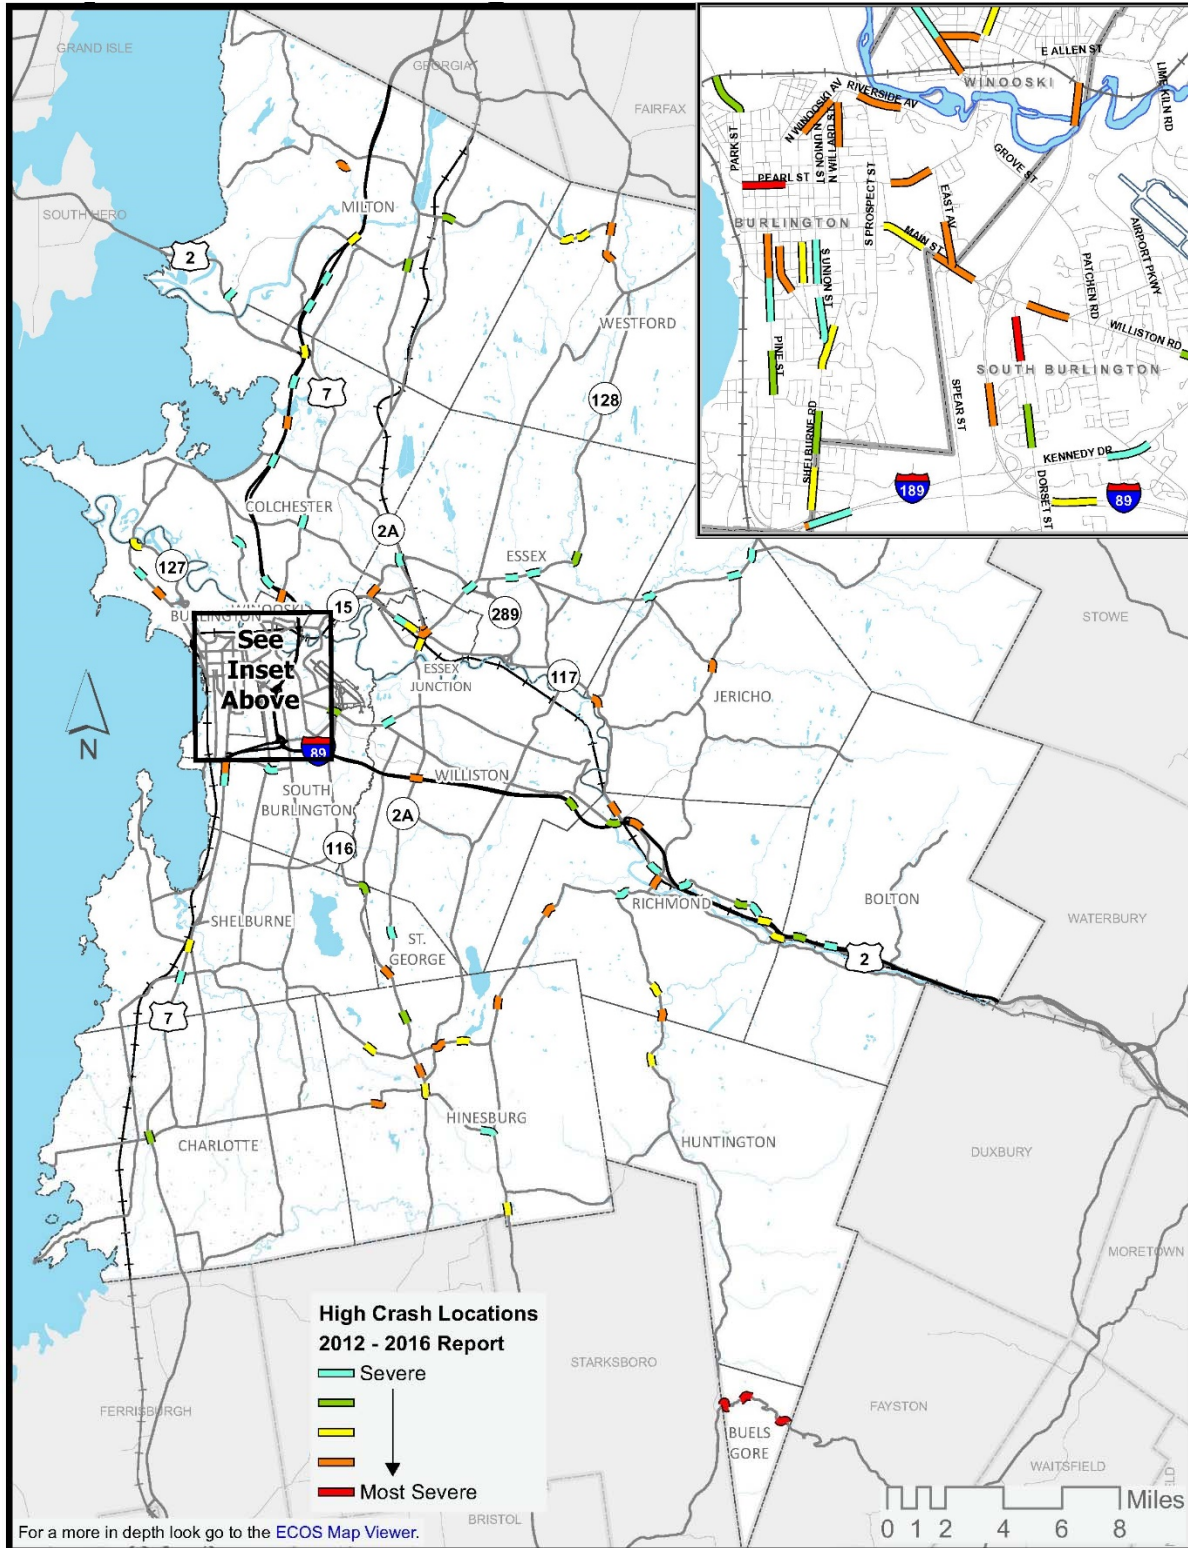 GRAND ISLE
GEORGIA
FAIRFAX
SOUTH HERO
2
MILTON
WESTFORD
7
128
COLCHESTER
2A
ESSEX
127
289
15
WINOOSKI
BURLINGTON
See
Inset
Above
ESSEX
JUNCTION
117
JERICHO
STOWE
N
89
WILLISTON
SOUTH
BURLINGTON
2A
116
RICHMOND
BOLTON
WATERBURY
SHELBURNE
ST.
GEORGE
2
7
HINESBURG
CHARLOTTE
HUNTINGTON
DUXBURY
MORETOWN
STARKSBORO
FERRISBURGH
BUELS
GORE
FAYSTON
WAITSFIELD
BRISTOL
E ALLEN ST
WINOOSKI
LIME KILN RD
RIVERSIDE AV
N WINOOSKI AV
N UNION ST
N WILLARD ST
PARK ST
PEARL ST
GROVE ST
S PROSPECT ST
EAST AV
BURLINGTON
MAIN ST
AIRPORT PKWY
PATCHEN RD
S UNION ST
WILLISTON RD
PINE ST
SOUTH BURLINGTON
SPEAR ST
SHELBURNE RD
KENNEDY DR
189
DORSET ST
89
High Crash Locations
2012 - 2016 Report
Severe
Most Severe
Miles
0 1 2 4 6 8
For a more in depth look go to the ECOS Map Viewer.